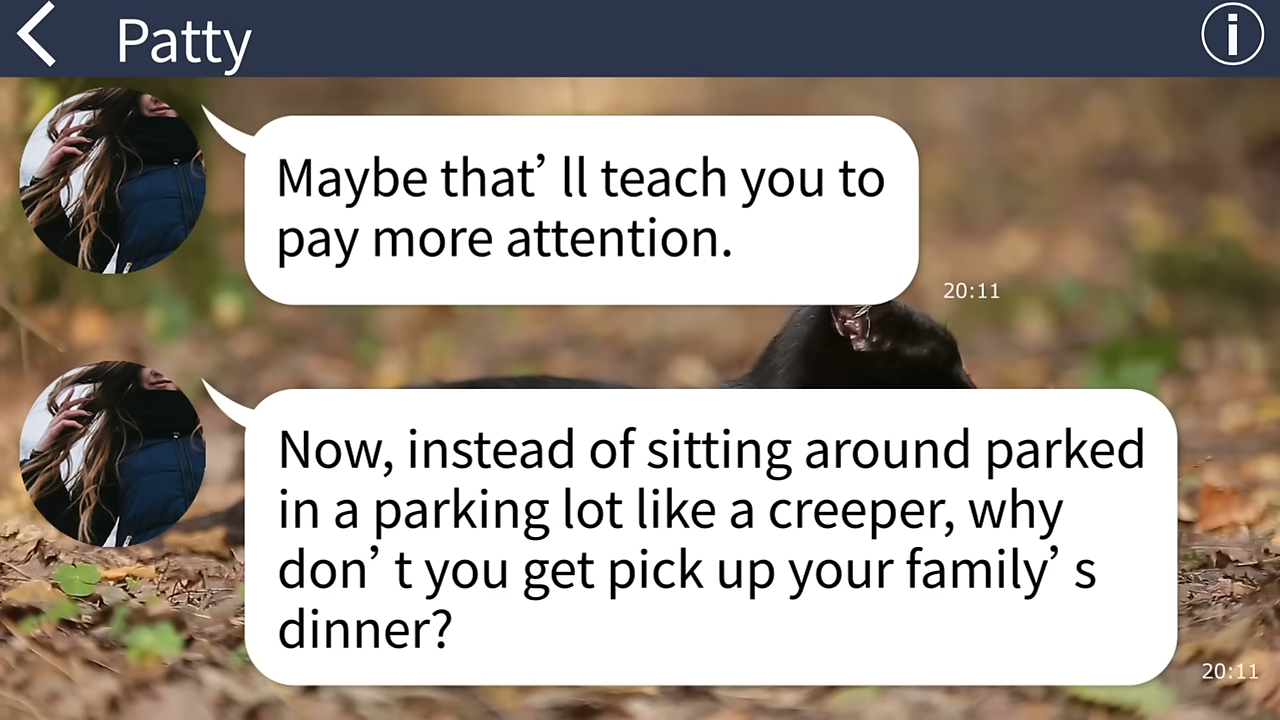 Patty
Maybe that’ ll teach you to
pay more attention.
20:11
Now, instead of sitting around parked
in a parking lot like a creeper, why
don’ t you get pick up your family’ s
dinner?
20:11